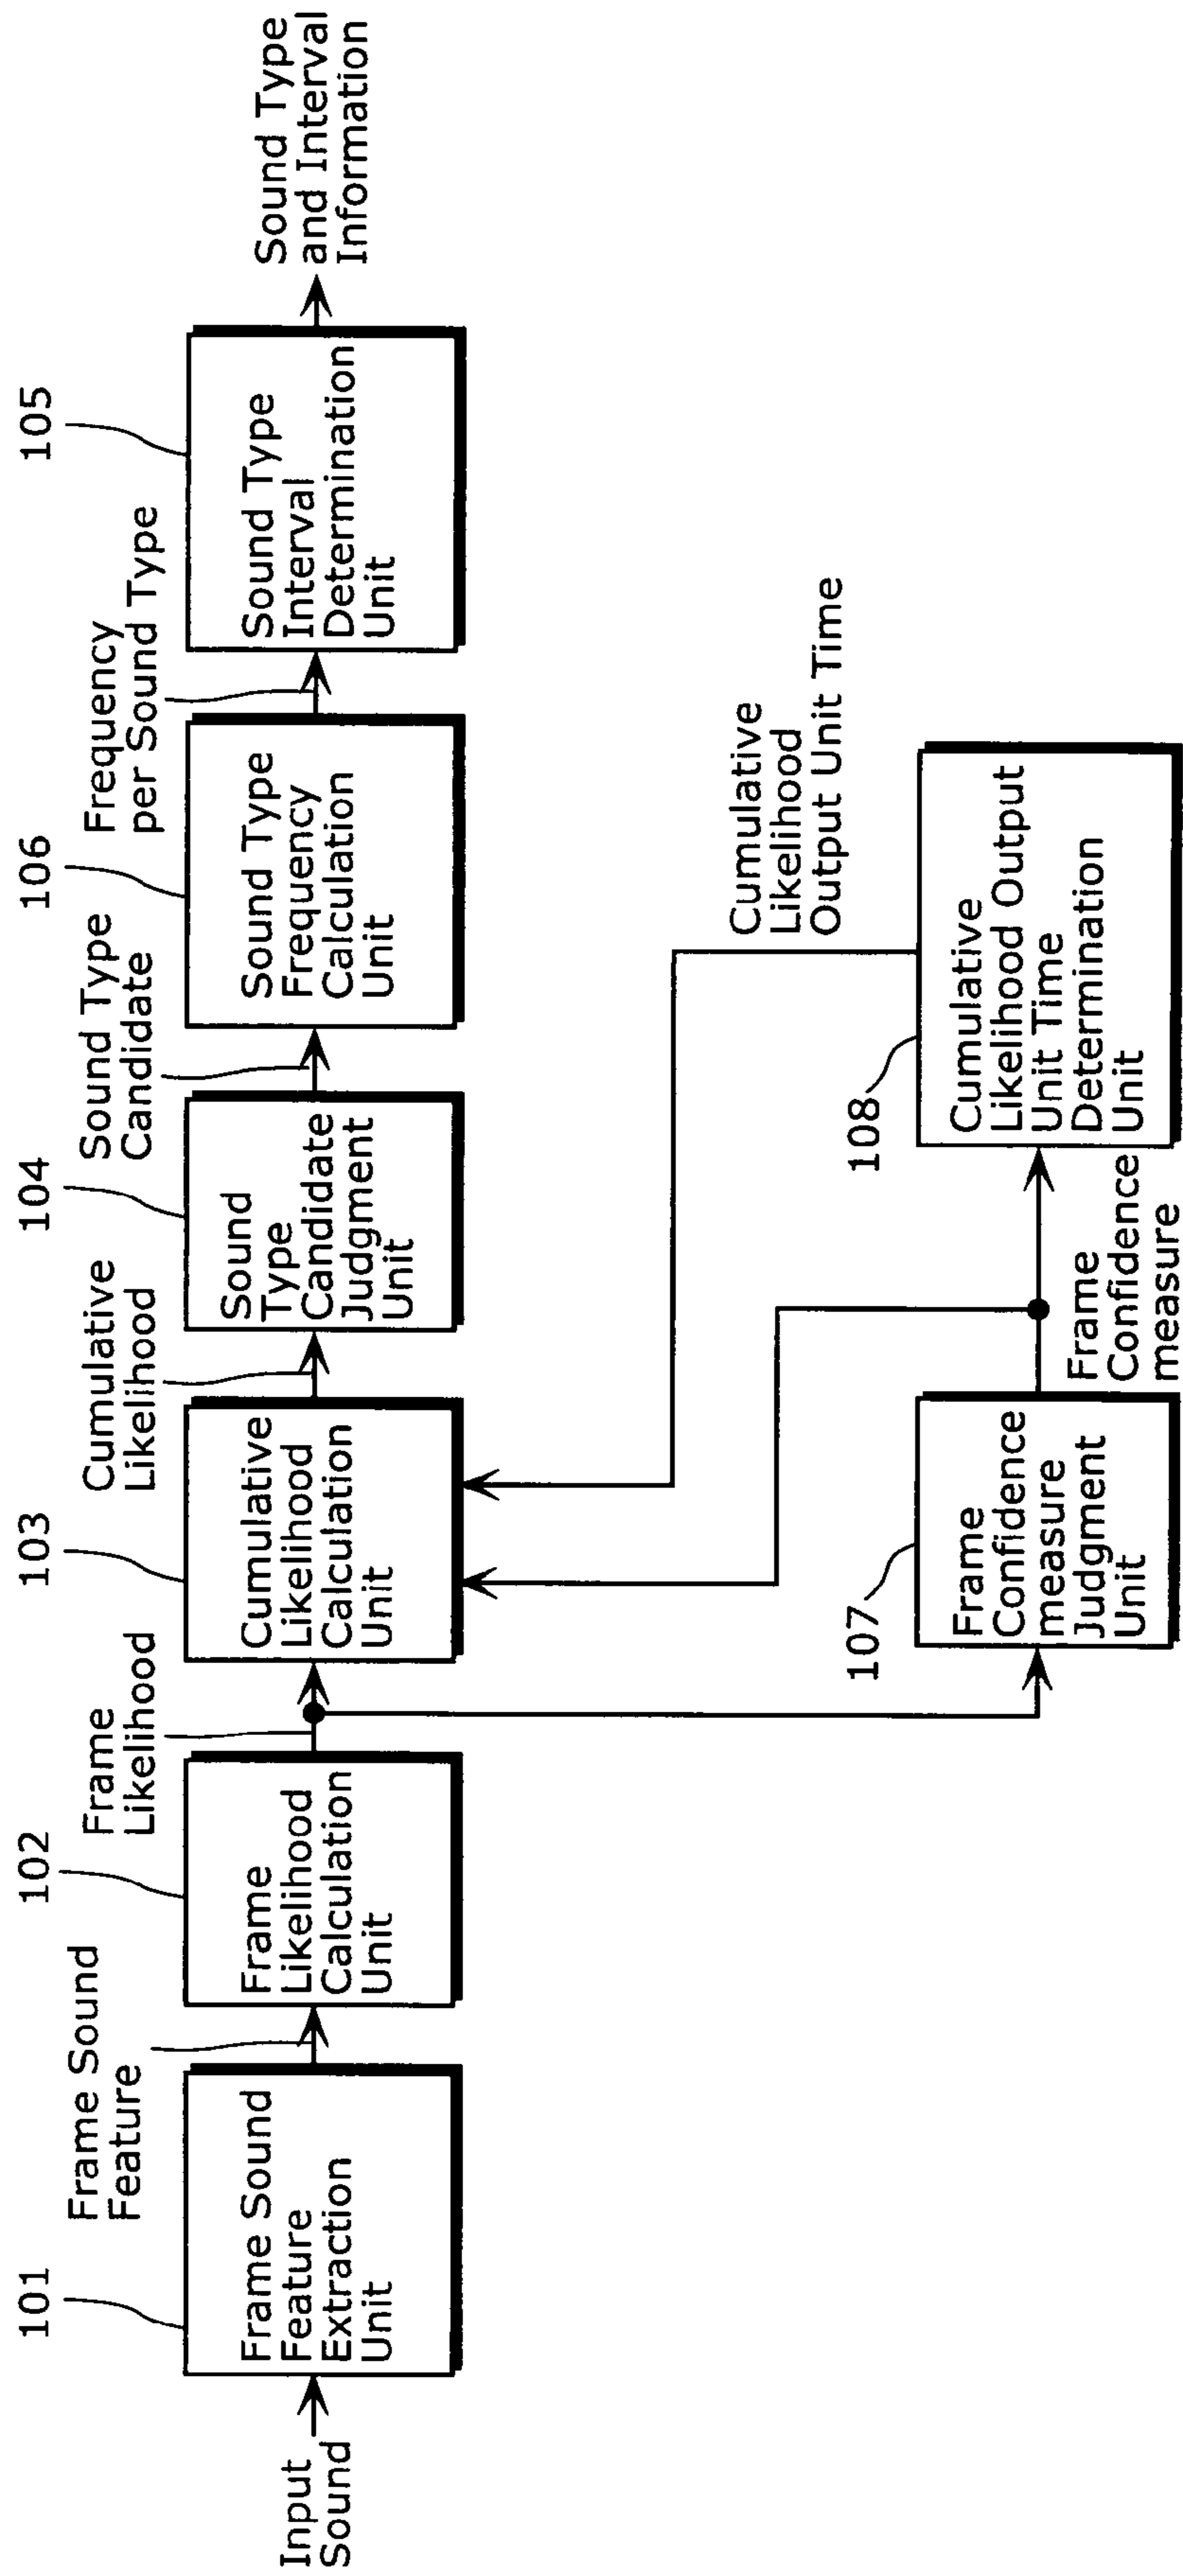 101
102
103
104
106
105
Input
Sound
Frame Sound
Feature
Extraction
Unit
Frame Sound
Feature
Frame
Likelihood
Calculation
Unit
Frame
Likelihood
Cumulative
Likelihood
Calculation
Unit
Cumulative
Likelihood
Sound
Type
Candidate
Judgment
Unit
Sound Type
Candidate
Sound Type
Frequency
Calculation
Unit
Frequency
per Sound Type
Sound Type
Interval
Determination
Unit
Sound Type
and Interval
Information
107
Frame
Confidence
measure
Judgment
Unit
Frame
Confidence
measure
108
Cumulative
Likelihood Output
Unit Time
Determination
Unit
Cumulative
Likelihood
Output Unit Time